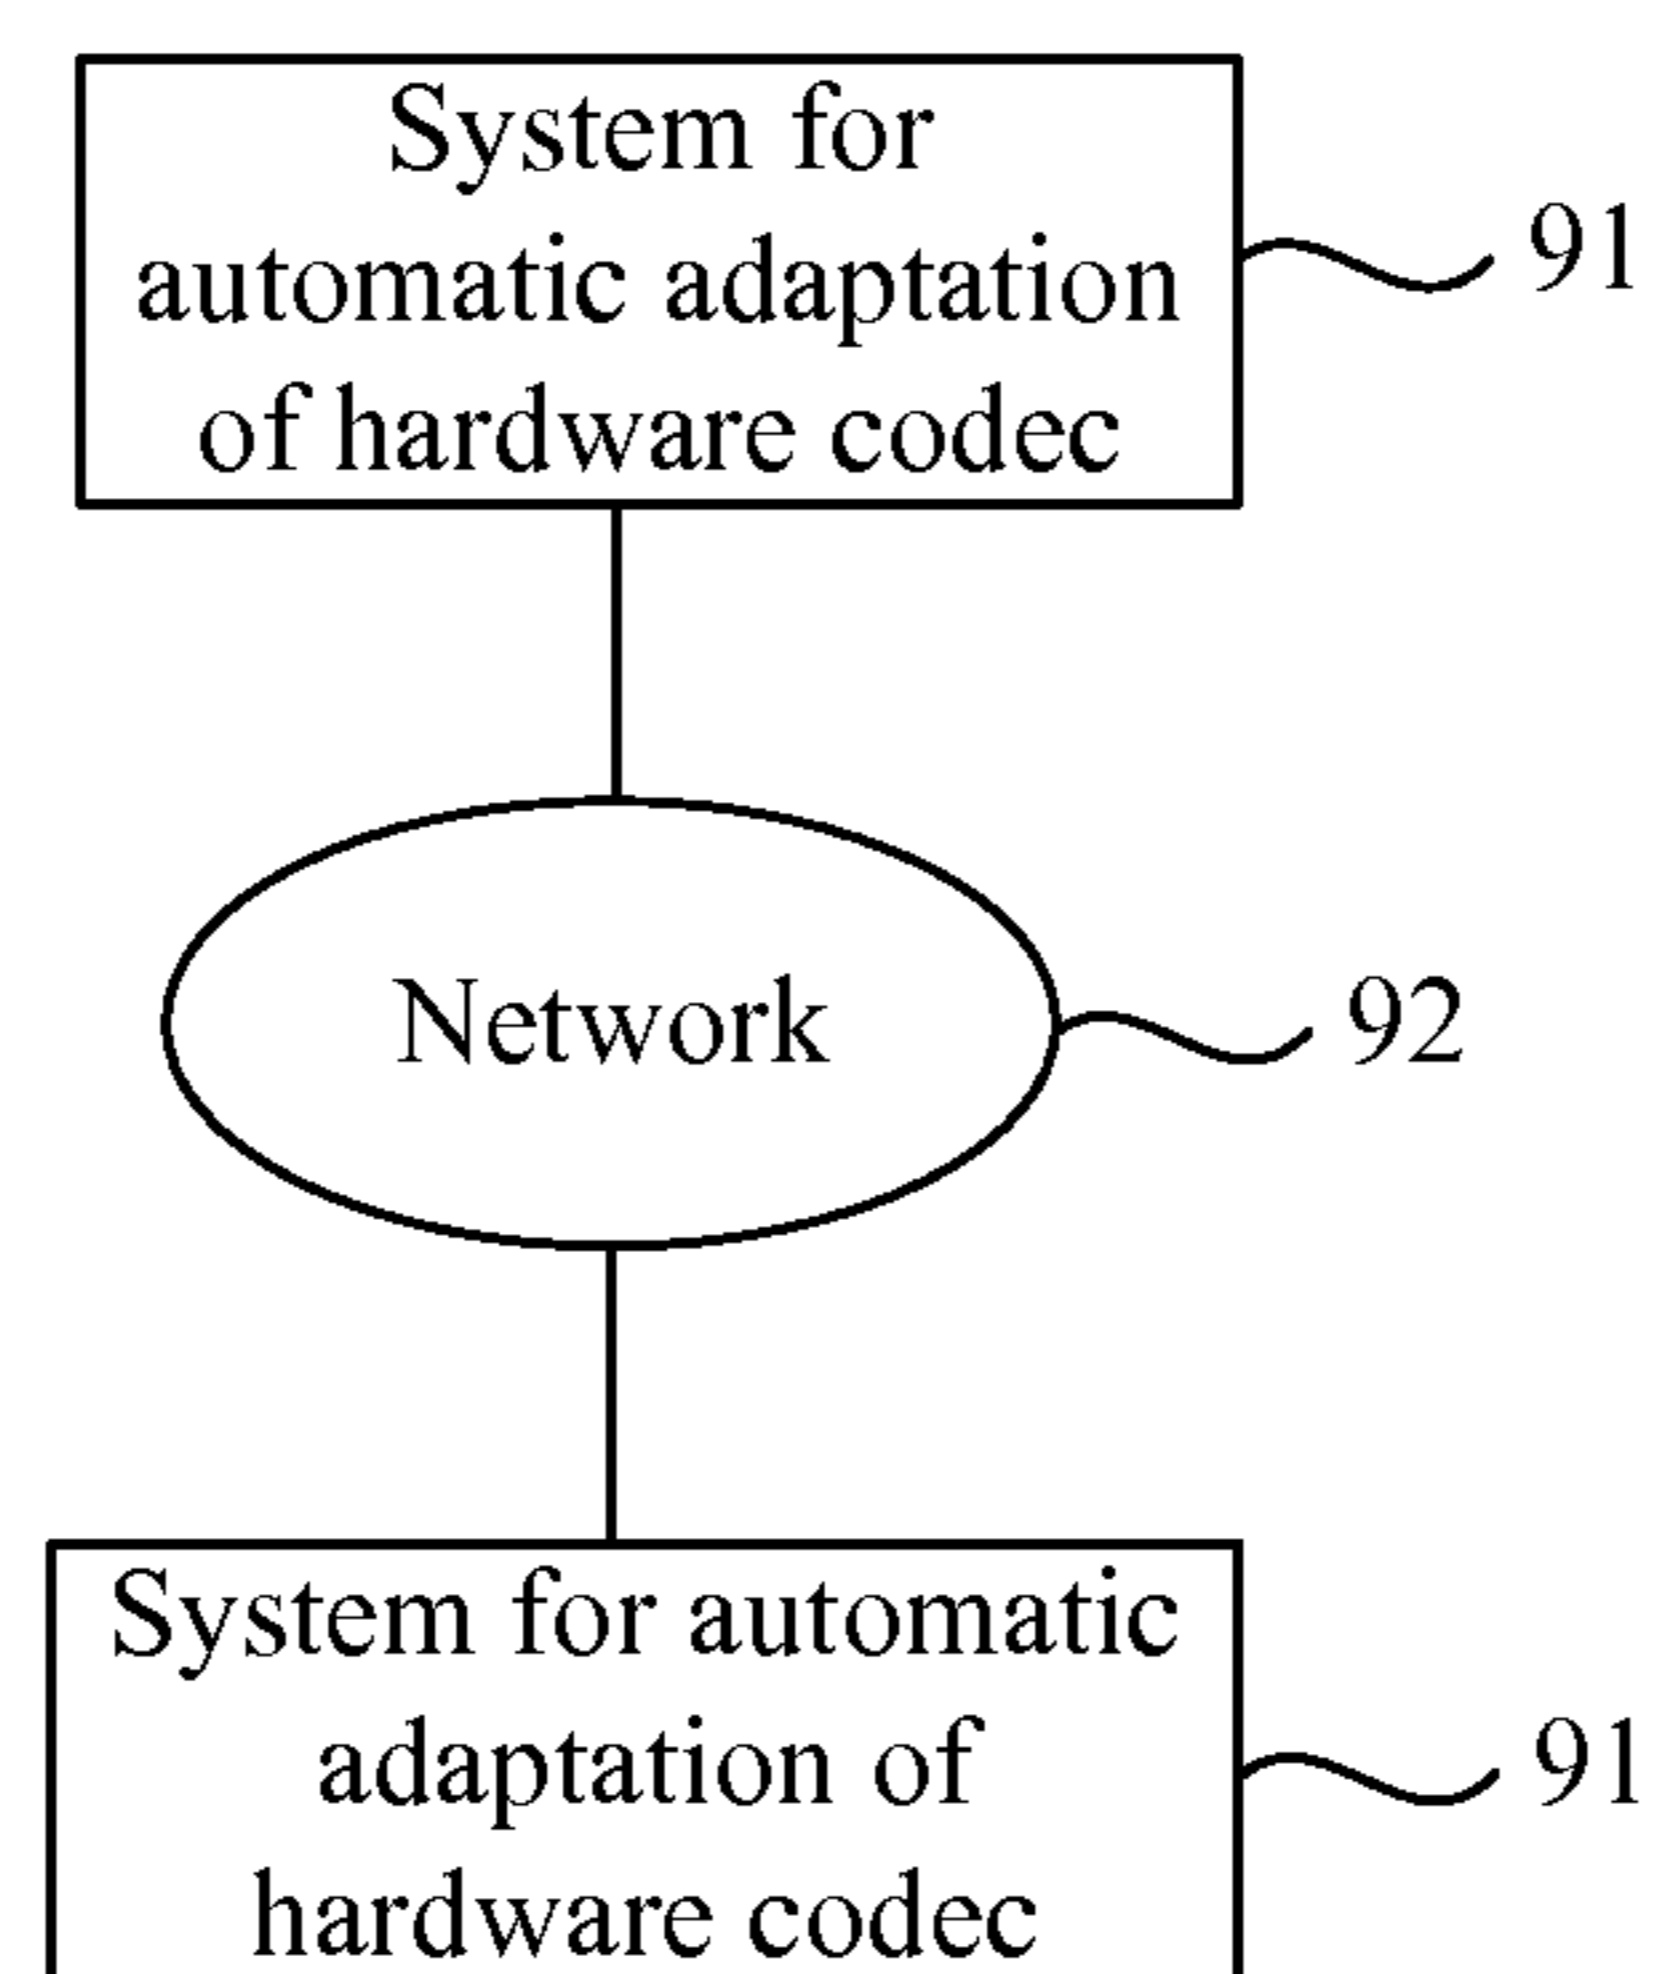 System for
automatic adaptation
of hardware codec
91
Network
92
System for automatic
adaptation of
hardware codec
91